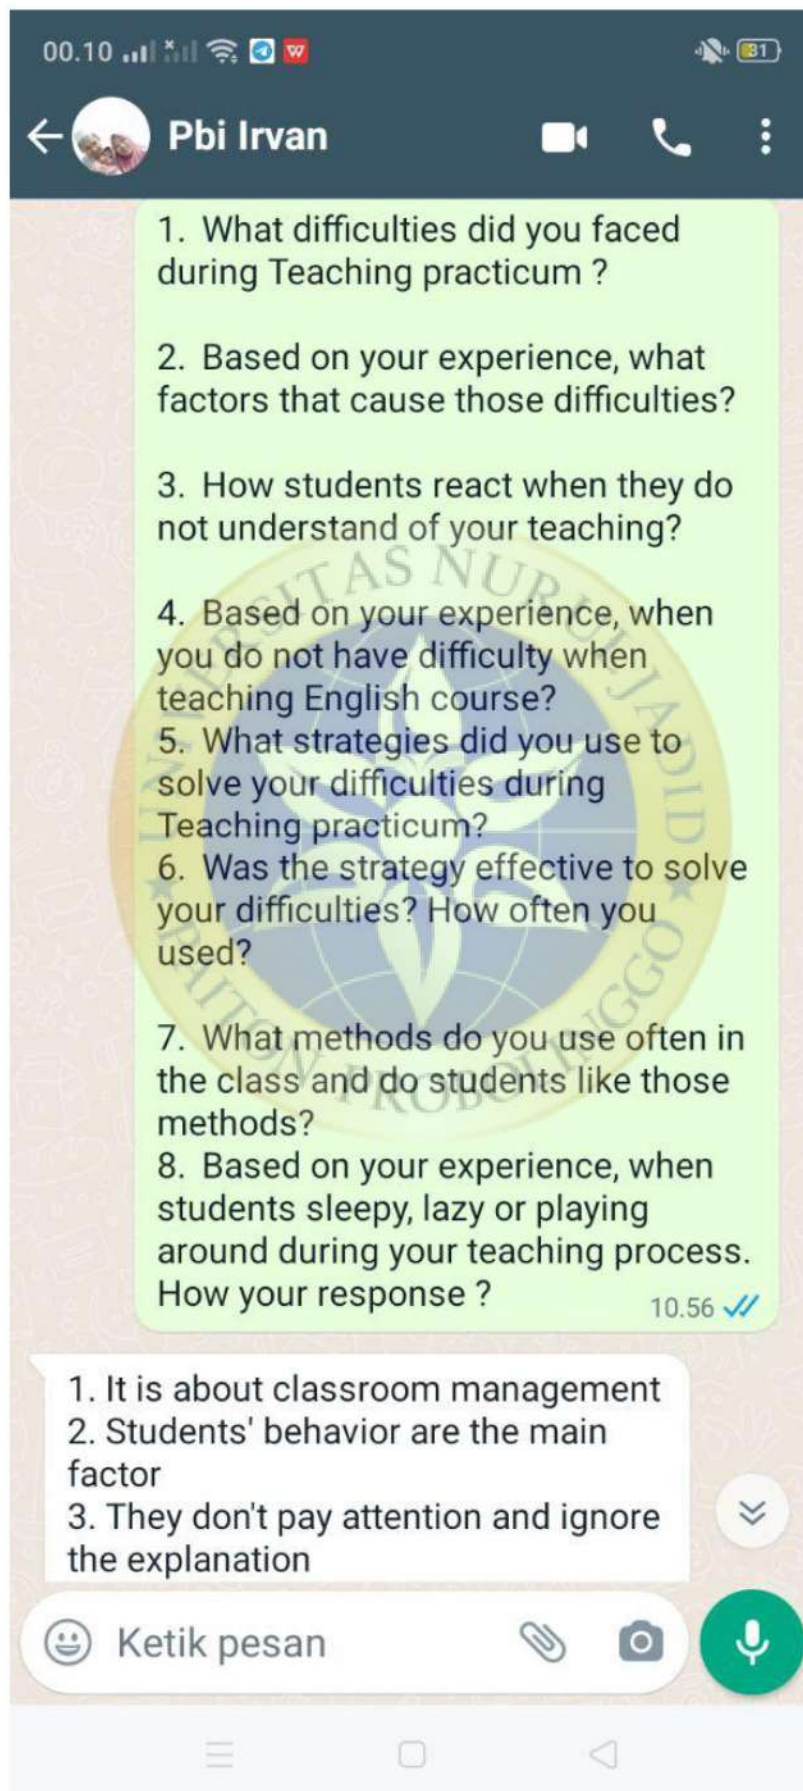 00.10
31
Pbi Irvan
1. What difficulties did you faced
during Teaching practicum ?
2. Based on your experience, what
factors that cause those difficulties?
3. How students react when they do
not understand of your teaching?
4. Based on your experience, when
you do not have difficulty when
teaching English course?
5. What strategies did you use to
solve your difficulties during
Teaching practicum?
6. Was the strategy effective to solve
your difficulties? How often you
used?
7. What methods do you use often in
the class and do students like those
methods?
8. Based on your experience, when
students sleepy, lazy or playing
around during your teaching process.
How your response ?
10.56
UNIVERSITAS NURUL JADID
PAITON PROBOLINGGO
1. It is about classroom management
2. Students' behavior are the main
factor
3. They don't pay attention and ignore
the explanation
Ketik pesan